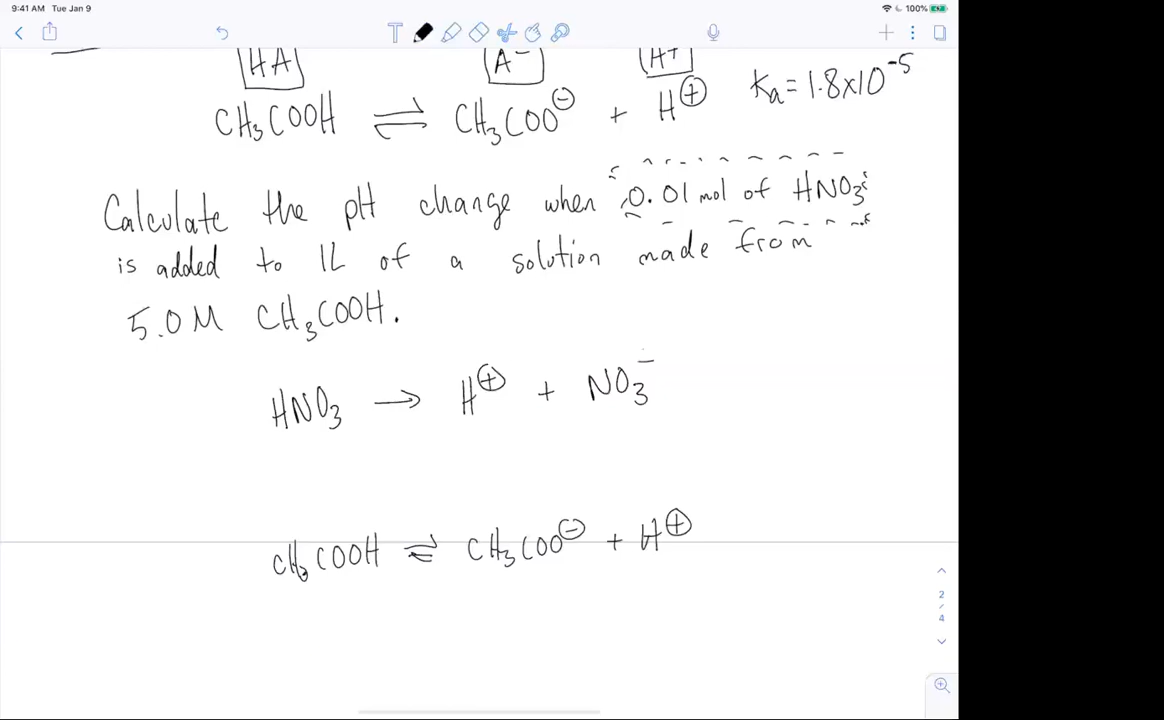 9:41 AM Tue Jan 9
100%
HA A⁻ H+
CH₃COOH ⇌ CH₃COO⊖ + H⊕ Ka = 1.8x10⁻⁵
Calculate the pH change when 0.01 mol of HNO₃
is added to 1L of a solution made from
5.0M CH₃COOH.
HNO₃ → H⊕ + NO₃⁻
CH₃COOH ⇌ CH₃COO⊖ + H⊕
2
/
4